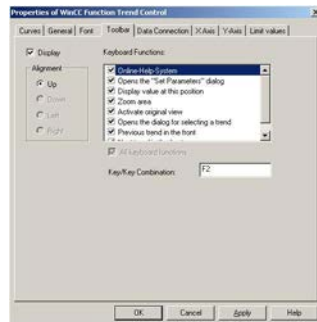 Properties of WinCC Function Trend Control
Curves General Font Toolbar Data Connection X Axis Y-Axis Limit values
Display
Keyboard Functions:
Alignment
Up
Down
Left
Right
Online-Help System
Opens the "Set Parameters" dialog
Display value at this position
Zoom area
Activate original view
Opens the dialog for selecting a trend
Previous trend in the front
All keyboard functions
Key/Key Combination:
F2
OK Cancel Apply Help